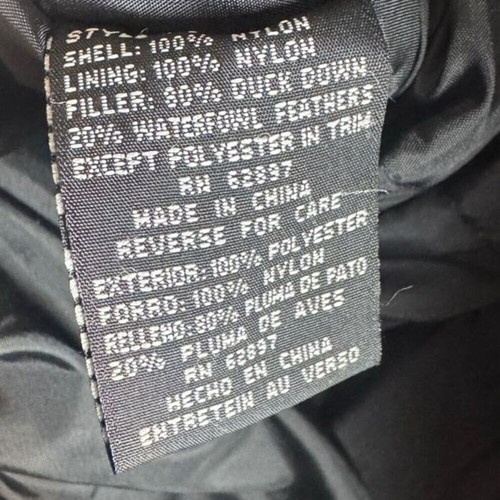 STYLE
SHELL: 100% NYLON
LINING: 100% NYLON
FILLER: 80% DUCK DOWN
20% WATERFOWL FEATHERS
EXCEPT POLYESTER IN TRIM
RN 62897
MADE IN CHINA
REVERSE FOR CARE
EXTERIOR: 100% POLYESTER
FORRO: 100% NYLON
RELLENO: 80% PLUMA DE PATO
20% PLUMA DE AVES
RN 62897
HECHO EN CHINA
ENTRETEIN AU VERSO